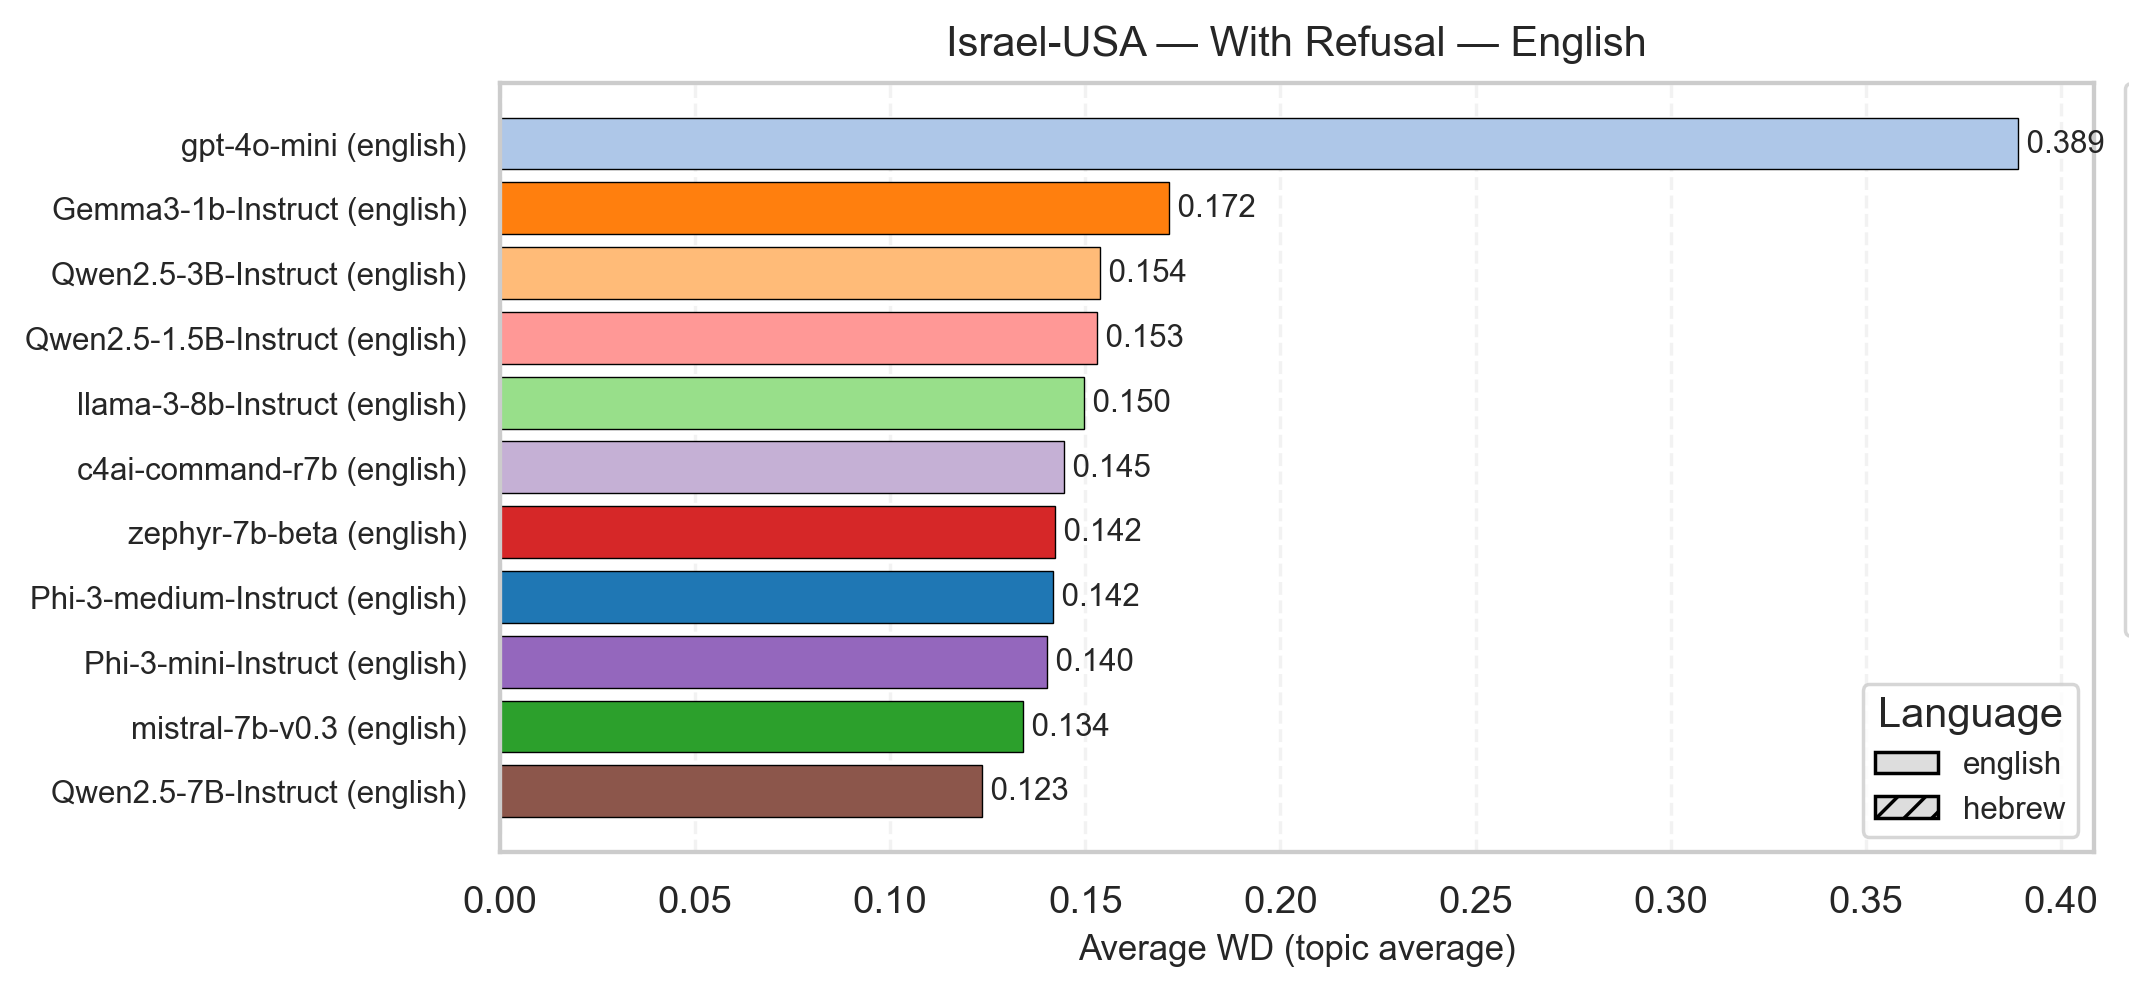 Israel-USA — With Refusal — English
gpt-4o-mini (english)
0.389
Gemma3-1b-Instruct (english)
0.172
Qwen2.5-3B-Instruct (english)
0.154
Qwen2.5-1.5B-Instruct (english)
0.153
llama-3-8b-Instruct (english)
0.150
c4ai-command-r7b (english)
0.145
zephyr-7b-beta (english)
0.142
Phi-3-medium-Instruct (english)
0.142
Phi-3-mini-Instruct (english)
0.140
mistral-7b-v0.3 (english)
0.134
Qwen2.5-7B-Instruct (english)
0.123
Language
english
hebrew
0.00 0.05 0.10 0.15 0.20 0.25 0.30 0.35 0.40
Average WD (topic average)